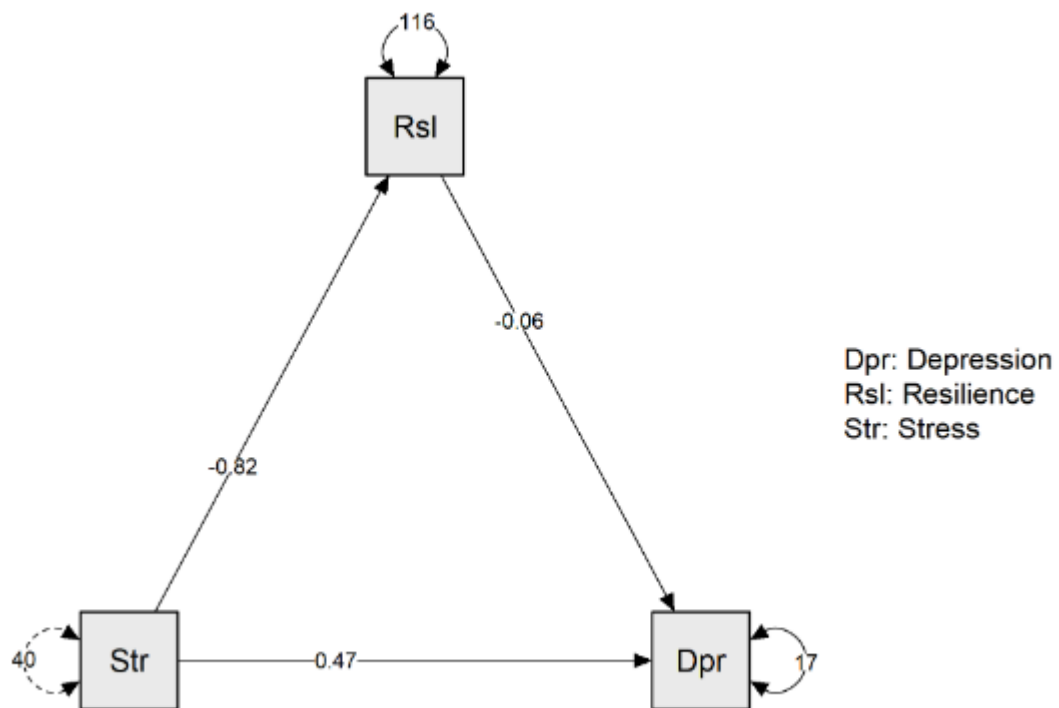 116
Rsl
-0.06
Dpr: Depression
Rsl: Resilience
Str: Stress
-0.82
40
Str
0.47
Dpr
17